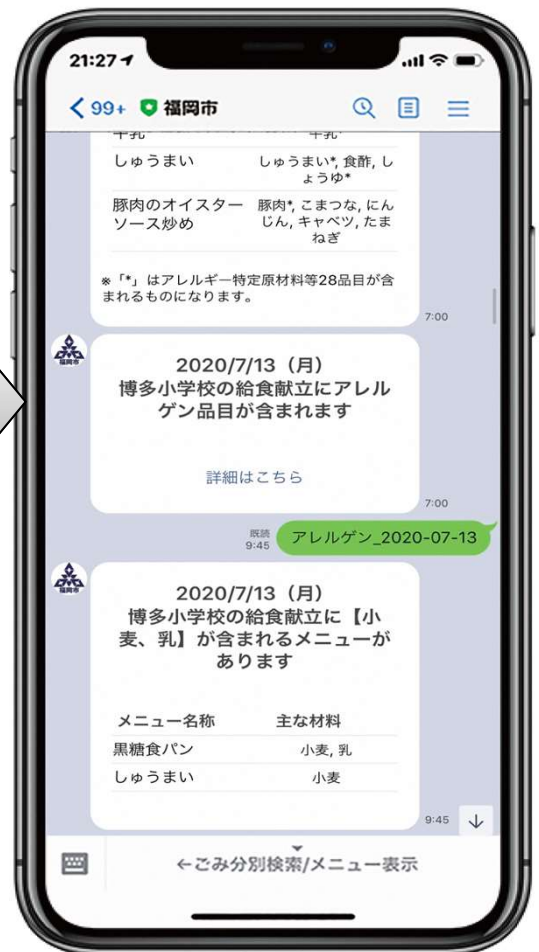 21:27
99+ 福岡市
牛乳 牛乳*
しゅうまい しゅうまい*, 食酢, し
ょうゆ*
豚肉のオイスター 豚肉*, こまつな, にん
ソース炒め じん, キャベツ, たま
ねぎ
※「*」はアレルギー特定原材料等28品目が含
まれるものになります。
7:00
福岡市
2020/7/13（月）
博多小学校の給食献立にアレル
ゲン品目が含まれます
詳細はこちら
7:00
既読
9:45
アレルゲン_2020-07-13
福岡市
2020/7/13（月）
博多小学校の給食献立に【小
麦、乳】が含まれるメニューが
あります
メニュー名称 主な材料
黒糖食パン 小麦, 乳
しゅうまい 小麦
9:45
←ごみ分別検索/メニュー表示